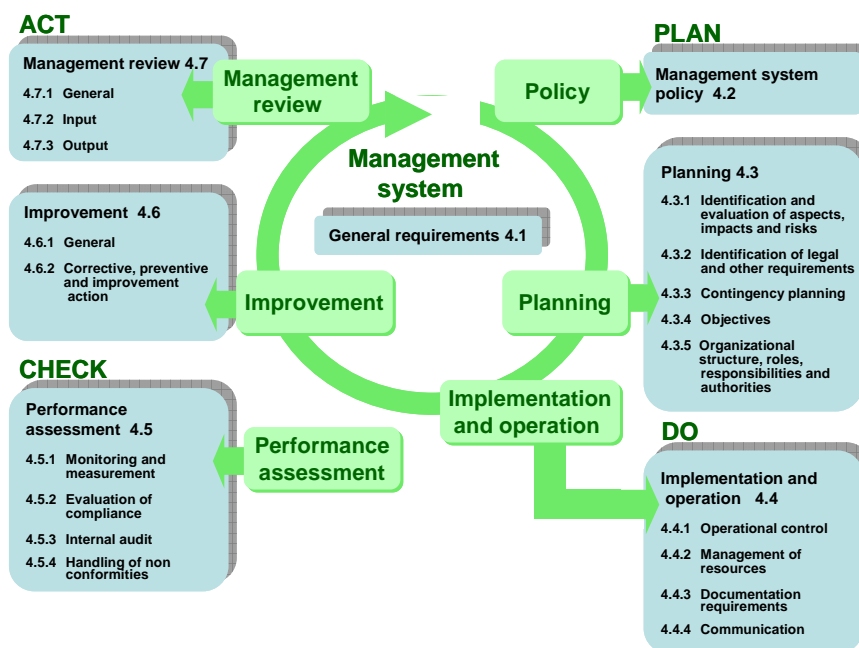 ACT
Management review 4.7
4.7.1 General
4.7.2 Input
4.7.3 Output
Management
review
Policy
PLAN
Management system
policy 4.2
Management
system
General requirements 4.1
Planning 4.3
4.3.1 Identification and
evaluation of aspects,
impacts and risks
4.3.2 Identification of legal
and other requirements
4.3.3 Contingency planning
4.3.4 Objectives
4.3.5 Organizational
structure, roles,
responsibilities and
authorities
Improvement 4.6
4.6.1 General
4.6.2 Corrective, preventive
and improvement
action
Improvement
Planning
CHECK
Performance
assessment 4.5
4.5.1 Monitoring and
measurement
4.5.2 Evaluation of
compliance
4.5.3 Internal audit
4.5.4 Handling of non
conformities
Performance
assessment
Implementation
and operation
DO
Implementation and
operation 4.4
4.4.1 Operational control
4.4.2 Management of
resources
4.4.3 Documentation
requirements
4.4.4 Communication